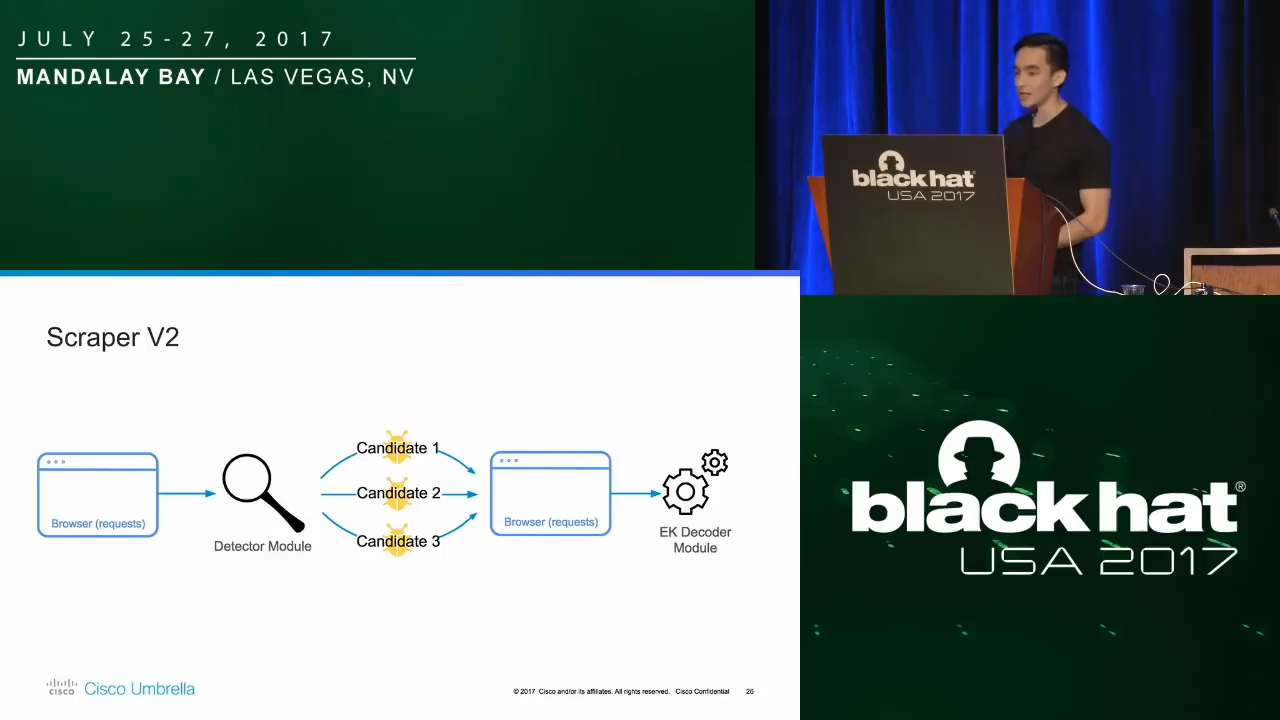 JULY 25-27, 2017
MANDALAY BAY / LAS VEGAS, NV
black hat®
USA 2017
Scraper V2
Browser (requests)
Detector Module
Candidate 1
Candidate 2
Candidate 3
Browser (requests)
EK Decoder
Module
cisco
Cisco Umbrella
© 2017 Cisco and/or its affiliates. All rights reserved. Cisco Confidential
26
black hat®
USA 2017